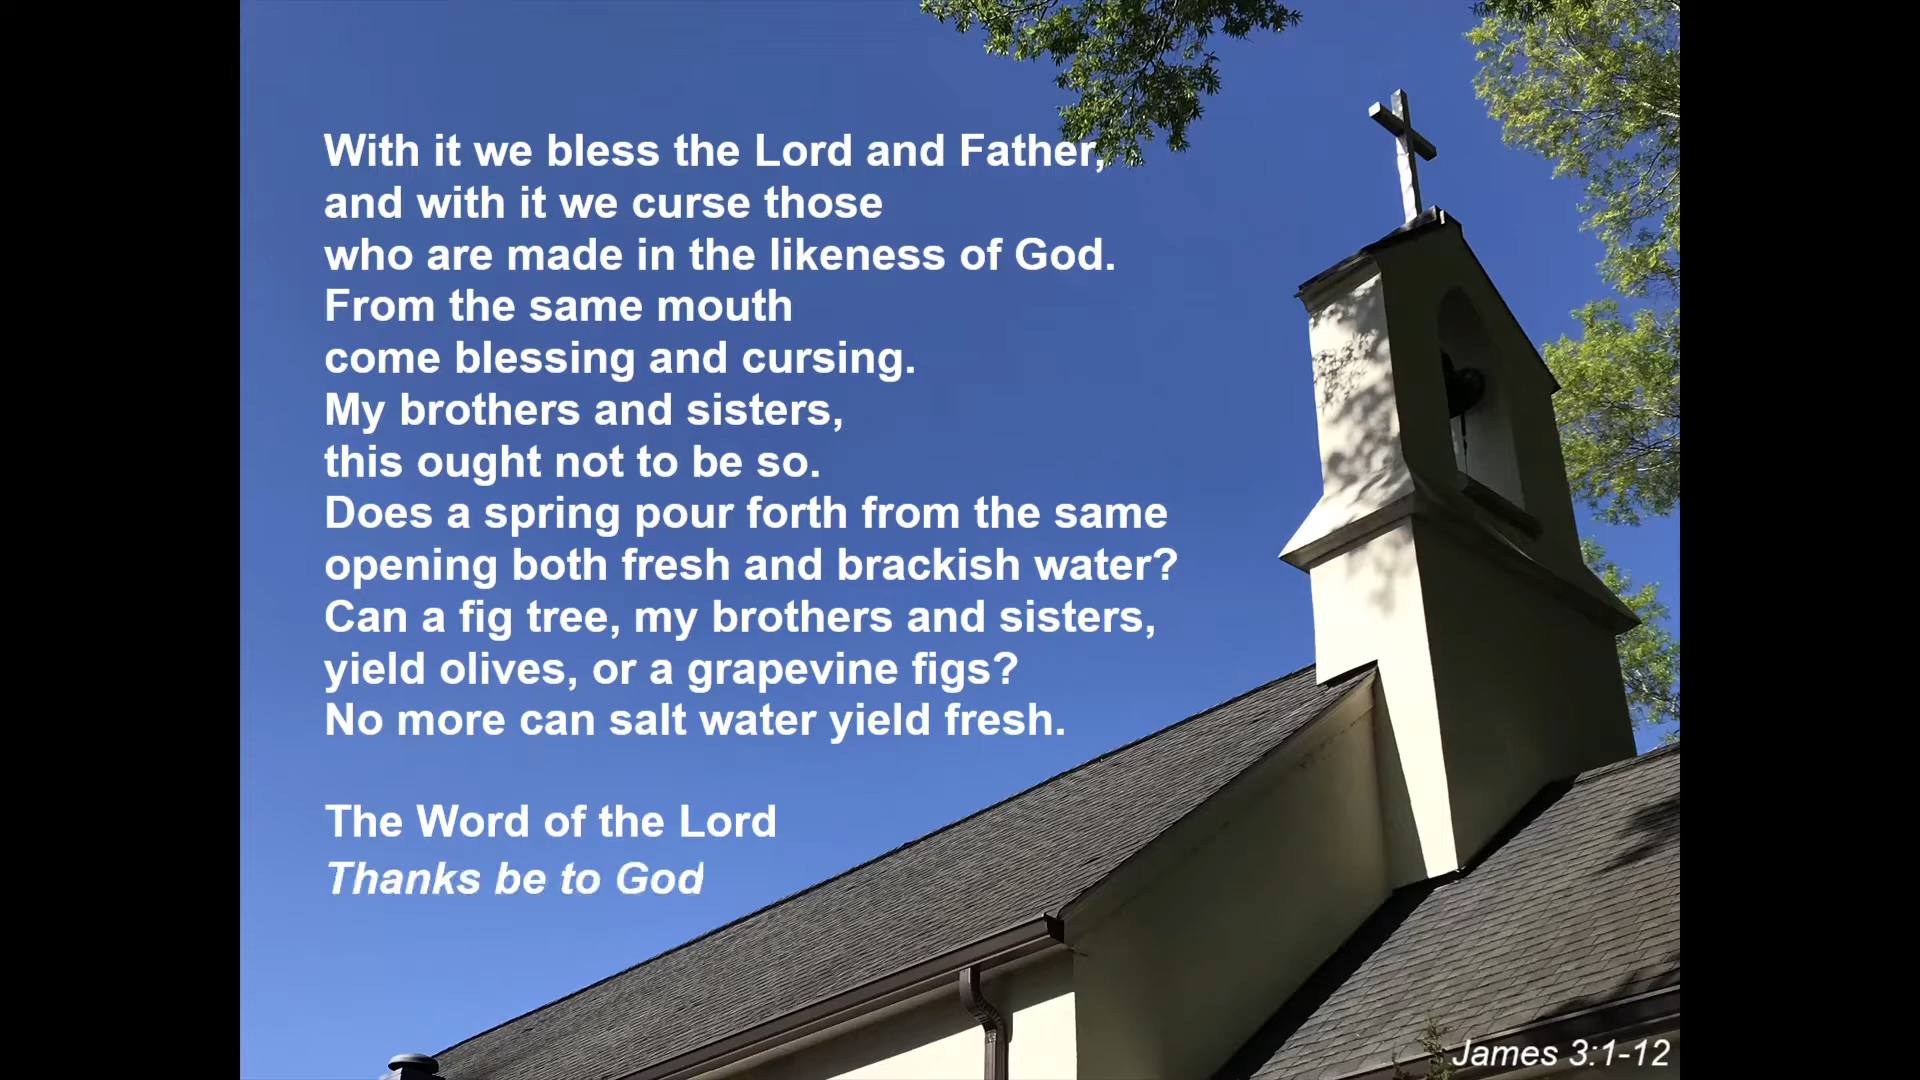 With it we bless the Lord and Father,
and with it we curse those
who are made in the likeness of God.
From the same mouth
come blessing and cursing.
My brothers and sisters,
this ought not to be so.
Does a spring pour forth from the same
opening both fresh and brackish water?
Can a fig tree, my brothers and sisters,
yield olives, or a grapevine figs?
No more can salt water yield fresh.
The Word of the Lord
Thanks be to God
James 3:1-12